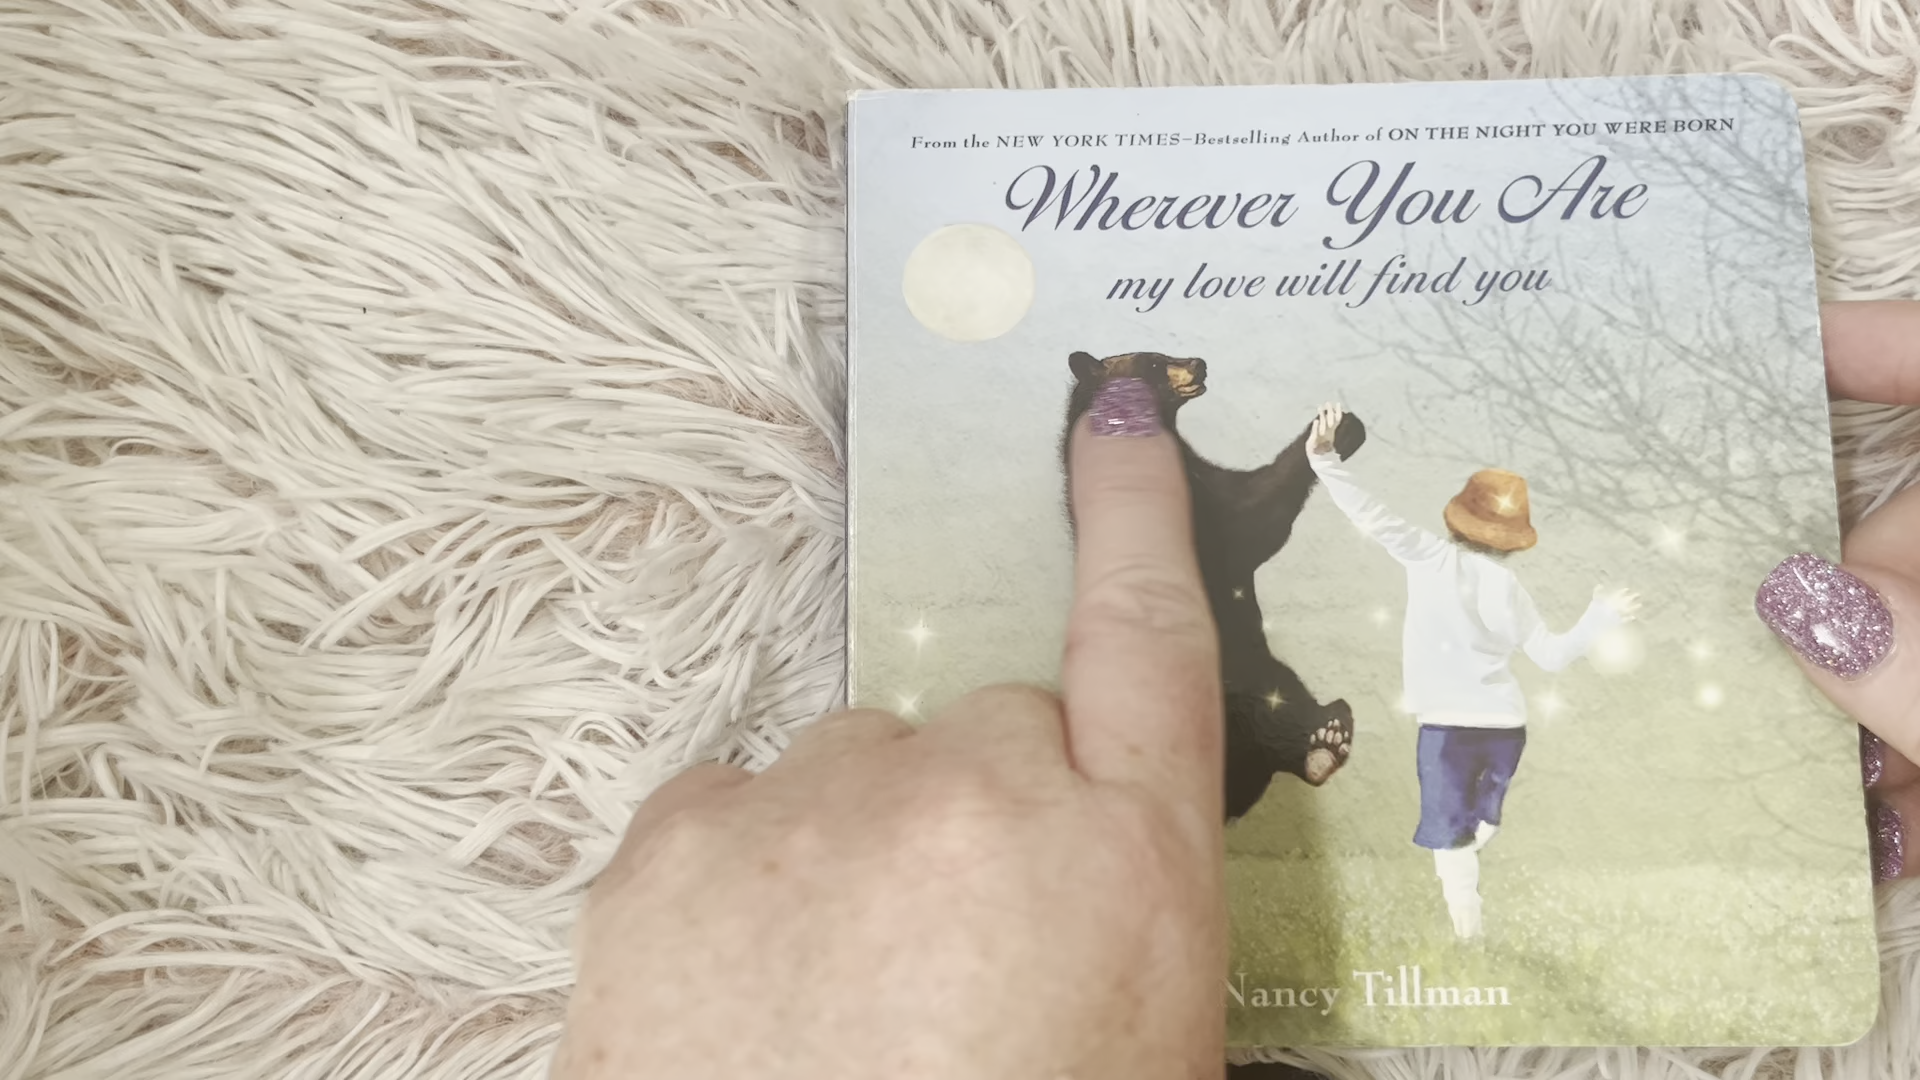 From the NEW YORK TIMES–Bestselling Author of ON THE NIGHT YOU WERE BORN
Wherever You Are
my love will find you
Nancy Tillman